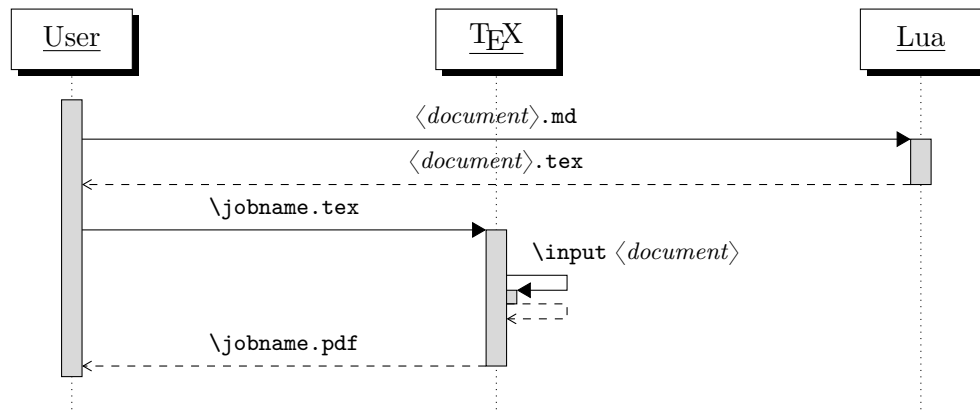 User TEX Lua
⟨document⟩.md
⟨document⟩.tex
\jobname.tex
\input ⟨document⟩
\jobname.pdf